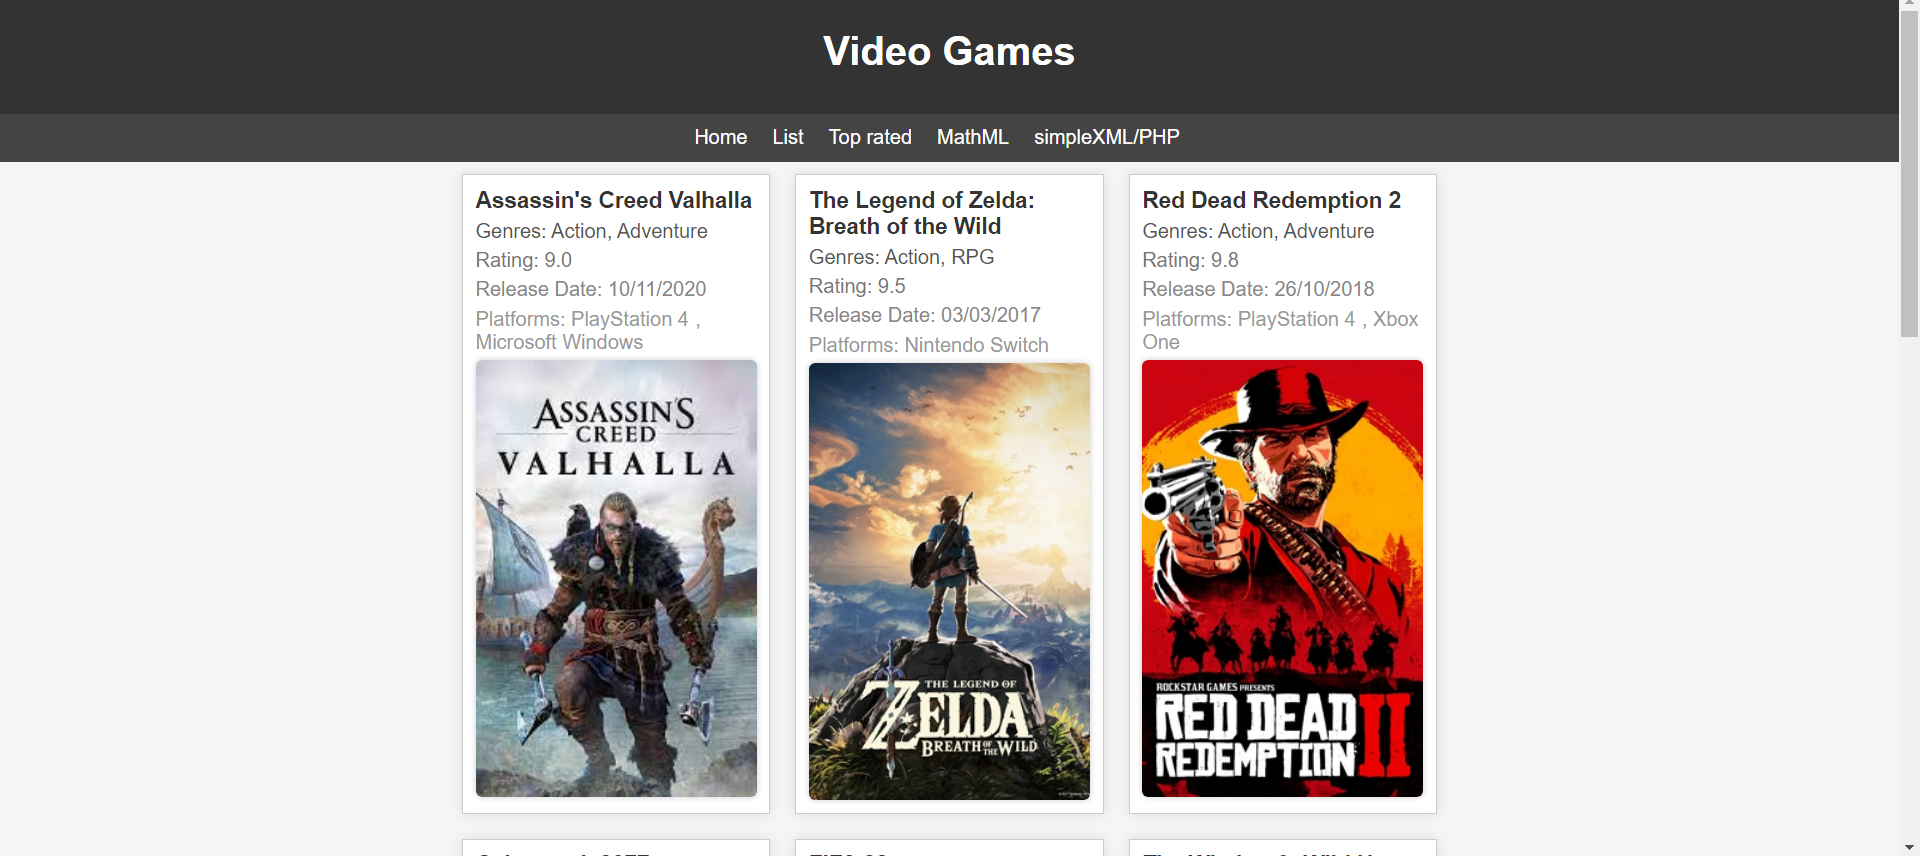 Video Games
Home List Top rated MathML simpleXML/PHP
Assassin's Creed Valhalla
Genres: Action, Adventure
Rating: 9.0
Release Date: 10/11/2020
Platforms: PlayStation 4 ,
Microsoft Windows
ASSASSIN'S
CREED
VALHALLA
The Legend of Zelda:
Breath of the Wild
Genres: Action, RPG
Rating: 9.5
Release Date: 03/03/2017
Platforms: Nintendo Switch
THE LEGEND OF
ZELDA
BREATH OF THE WILD
Red Dead Redemption 2
Genres: Action, Adventure
Rating: 9.8
Release Date: 26/10/2018
Platforms: PlayStation 4 , Xbox
One
ROCKSTAR GAMES PRESENTS
RED DEAD
REDEMPTION II